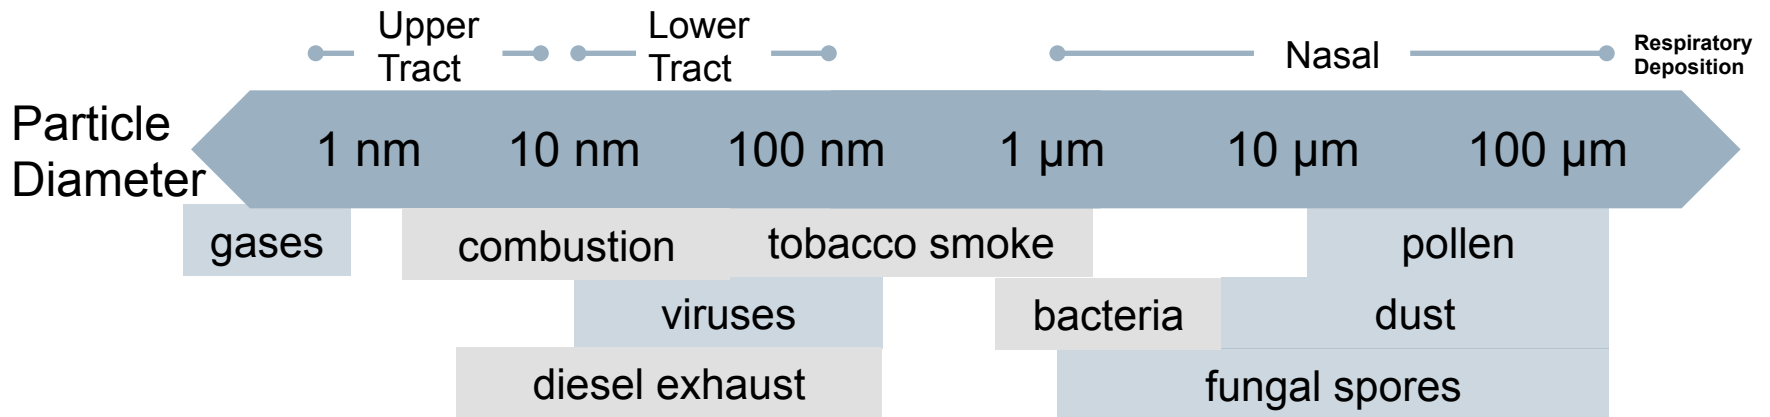 Upper Tract
Lower Tract
Nasal
Respiratory Deposition
Particle Diameter
1 nm 10 nm 100 nm 1 µm 10 µm 100 µm
gases combustion tobacco smoke pollen
viruses bacteria dust
diesel exhaust fungal spores